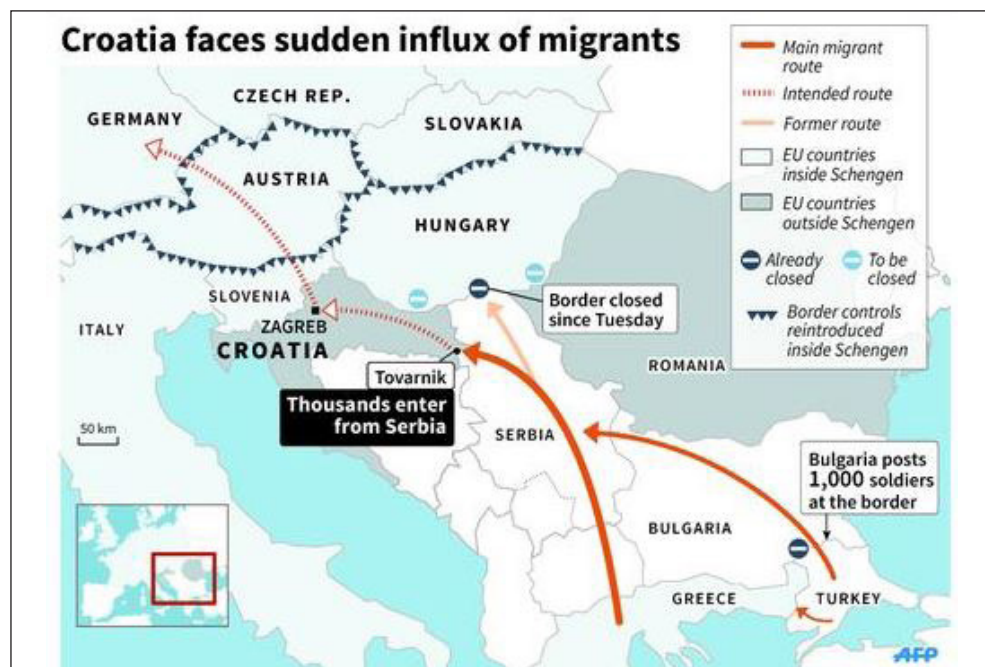 Croatia faces sudden influx of migrants
Main migrant
route
Intended route
Former route
EU countries
inside Schengen
EU countries
outside Schengen
Already
closed
To be
closed
Border controls
reintroduced
inside Schengen
CZECH REP.
GERMANY
SLOVAKIA
AUSTRIA
HUNGARY
SLOVENIA
Border closed
since Tuesday
ITALY
ZAGREB
CROATIA
ROMANIA
Tovarnik
Thousands enter
from Serbia
50 km
SERBIA
Bulgaria posts
1,000 soldiers
at the border
BULGARIA
GREECE
TURKEY
AFP